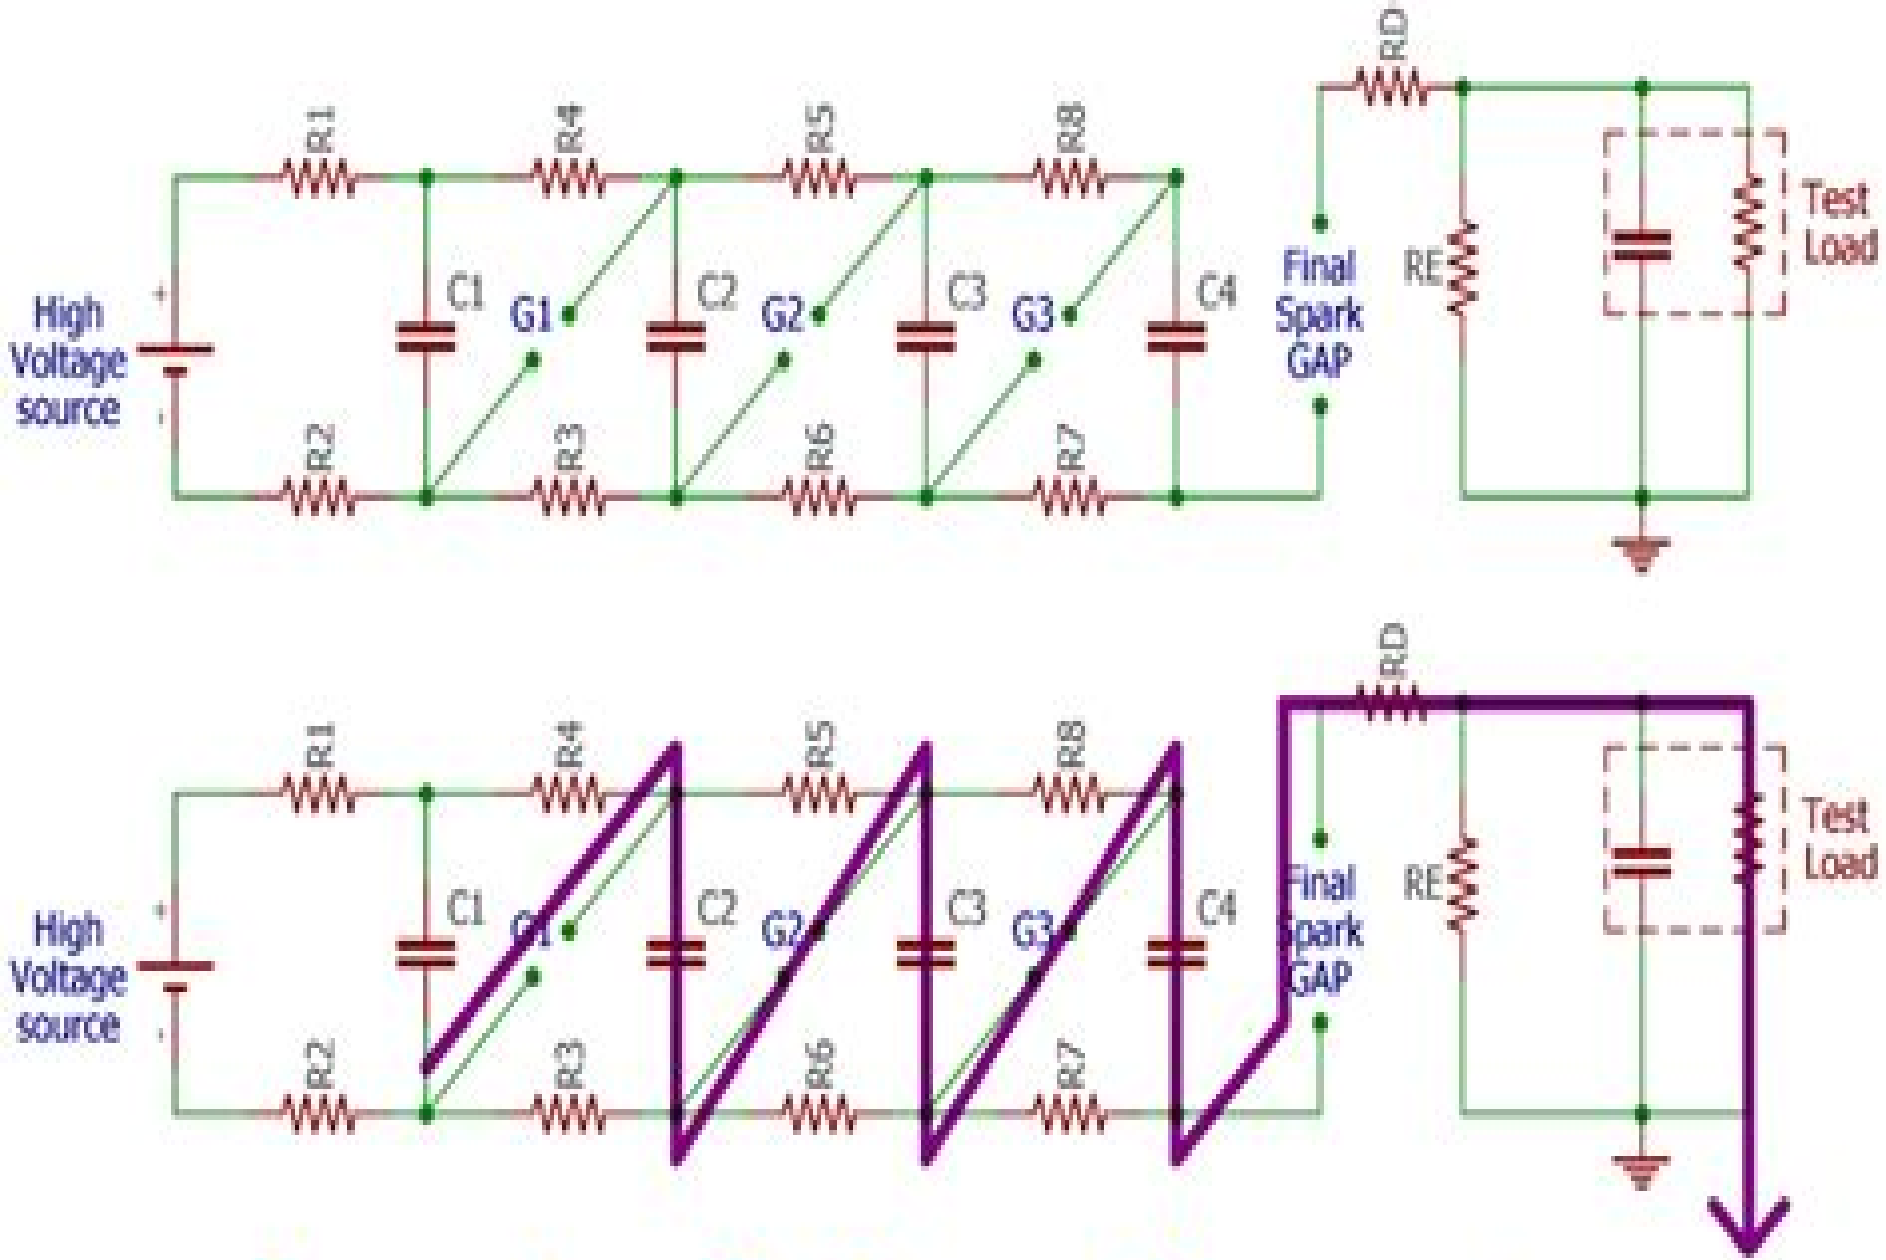 RD
R1
R4
R5
R8
Test
Load
C1
C2
C3
C4
RE
Final
Spark
GAP
High
Voltage
source
+
-
G1
G2
G3
R2
R3
R6
R7
RD
R1
R4
R5
R8
Test
Load
C1
C2
C3
C4
RE
Final
Spark
GAP
High
Voltage
source
+
-
G1
G2
G3
R2
R3
R6
R7